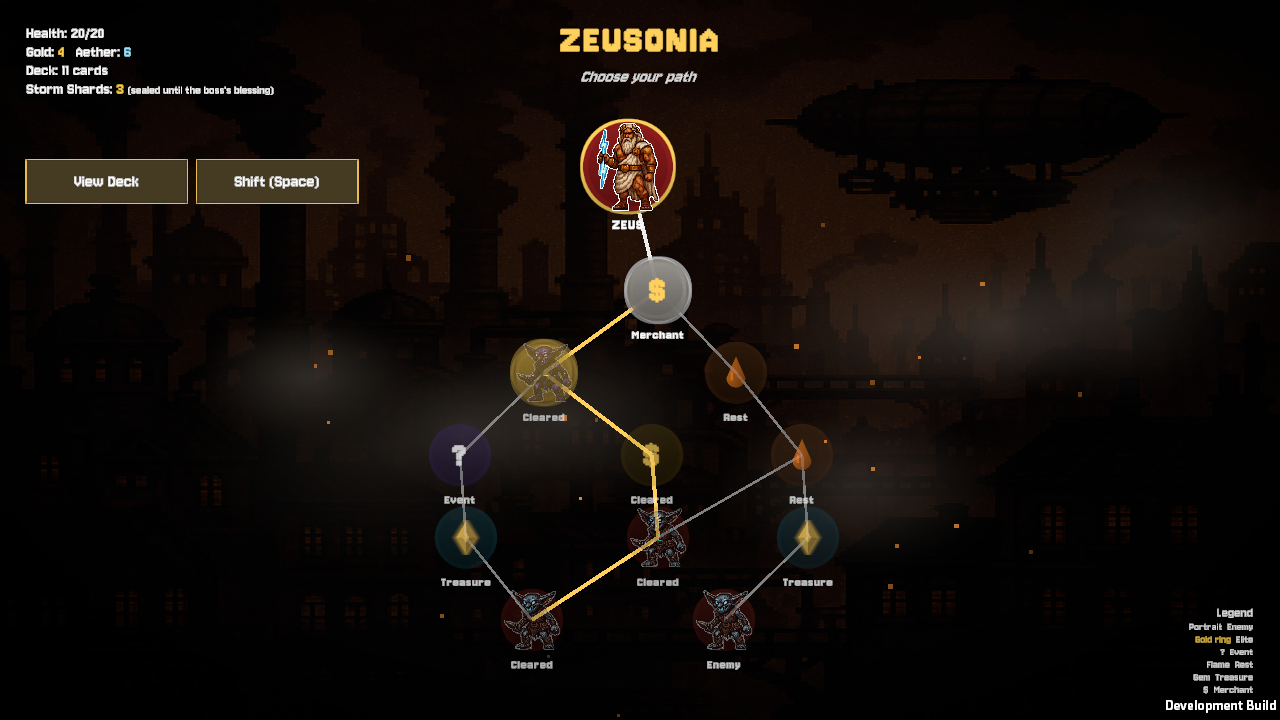 Health: 20/20
Gold: 4 Aether: 6
Deck: 11 cards
Storm Shards: 3 (sealed until the boss's blessing)
ZEUSONIA
Choose your path
View Deck
Shift (Space)
ZEUS
$
Merchant
Cleared
Rest
?
$
Event
Cleared
Rest
Treasure
Cleared
Treasure
Cleared
Enemy
Legend
Portrait Enemy
Gold ring Elite
? Event
Flame Rest
Gem Treasure
$ Merchant
Development Build